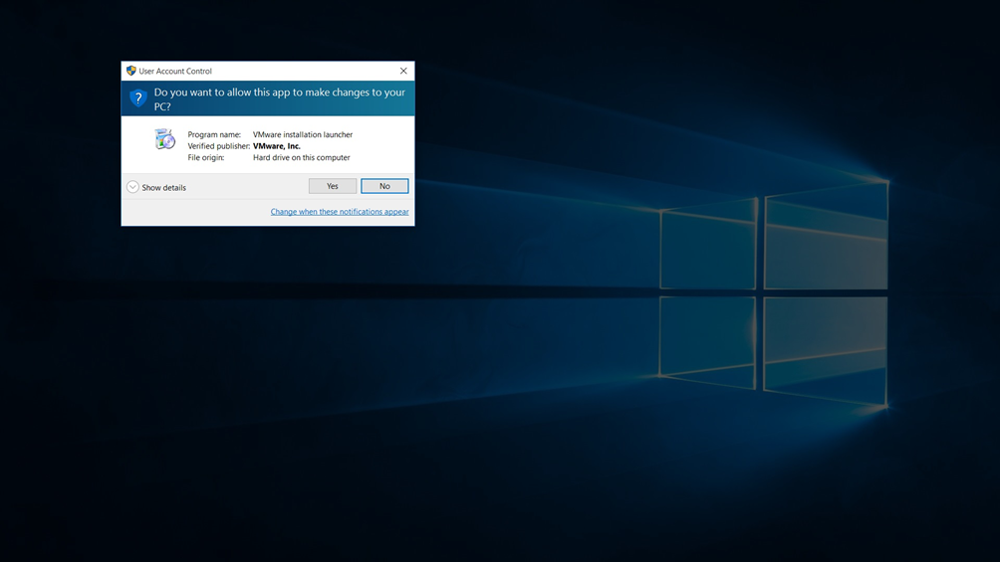 User Account Control
Do you want to allow this app to make changes to your
PC?
Program name: VMware installation launcher
Verified publisher: VMware, Inc.
File origin: Hard drive on this computer
Show details Yes No
Change when these notifications appear